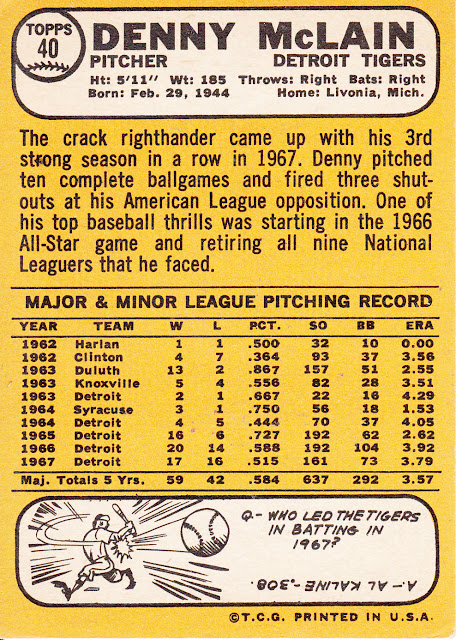 TOPPS
40
DENNY McLAIN
PITCHER DETROIT TIGERS
Ht: 5'11" Wt: 185 Throws: Right Bats: Right
Born: Feb. 29, 1944 Home: Livonia, Mich.
The crack righthander came up with his 3rd
strong season in a row in 1967. Denny pitched
ten complete ballgames and fired three shut-
outs at his American League opposition. One of
his top baseball thrills was starting in the 1966
All-Star game and retiring all nine National
Leaguers that he faced.
MAJOR & MINOR LEAGUE PITCHING RECORD
YEAR TEAM W L PCT. SO BB ERA
1962 Harlan 1 1 .500 32 10 0.00
1962 Clinton 4 7 .364 93 37 3.56
1963 Duluth 13 2 .867 157 51 2.55
1963 Knoxville 5 4 .556 82 28 3.51
1963 Detroit 2 1 .667 22 16 4.29
1964 Syracuse 3 1 .750 56 18 1.53
1964 Detroit 4 5 .444 70 37 4.05
1965 Detroit 16 6 .727 192 62 2.62
1966 Detroit 20 14 .588 192 104 3.92
1967 Detroit 17 16 .515 161 73 3.79
Maj. Totals 5 Yrs. 59 42 .584 637 292 3.57
Q- WHO LED THE TIGERS
IN BATTING IN
1967?
A.- AL KALINE -.308.
©T.C.G. PRINTED IN U.S.A.